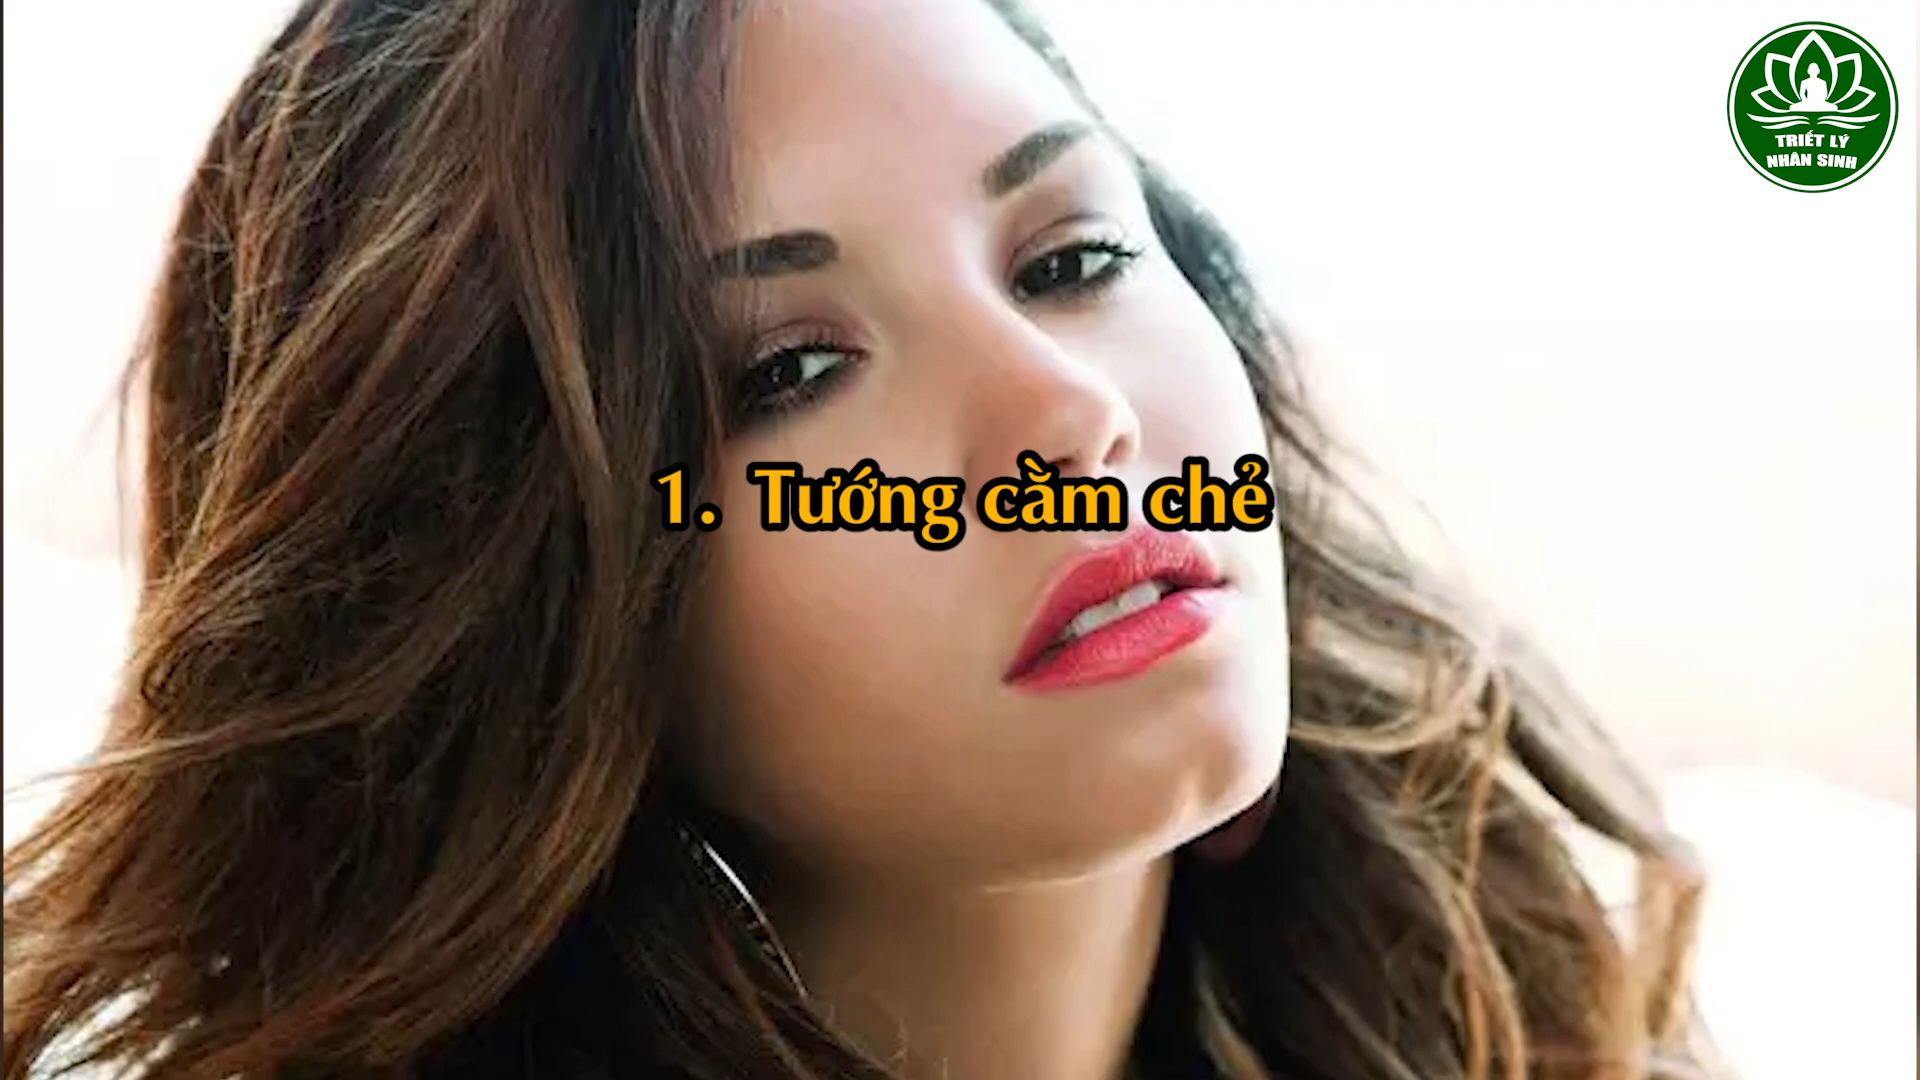 TRIẾT LÝ
NHÂN SINH
1. Tướng cằm chẻ